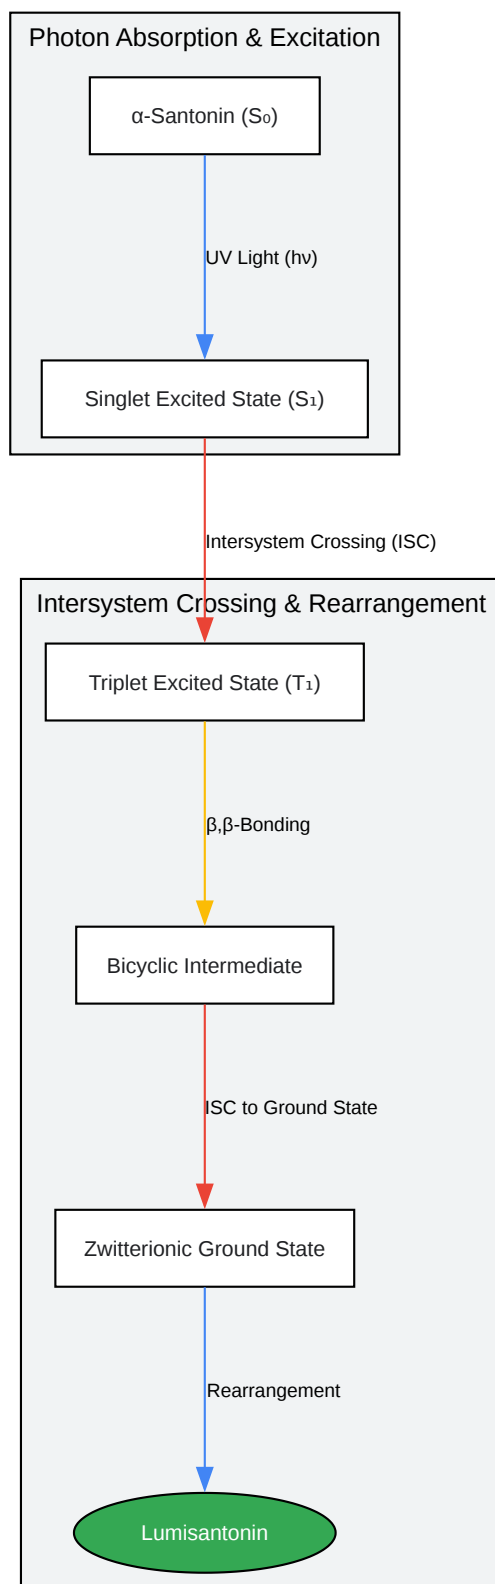 Photon Absorption & Excitation
α-Santonin (S₀)
UV Light (hν)
Singlet Excited State (S₁)
Intersystem Crossing (ISC)
Intersystem Crossing & Rearrangement
Triplet Excited State (T₁)
β,β-Bonding
Bicyclic Intermediate
ISC to Ground State
Zwitterionic Ground State
Rearrangement
Lumisantonin